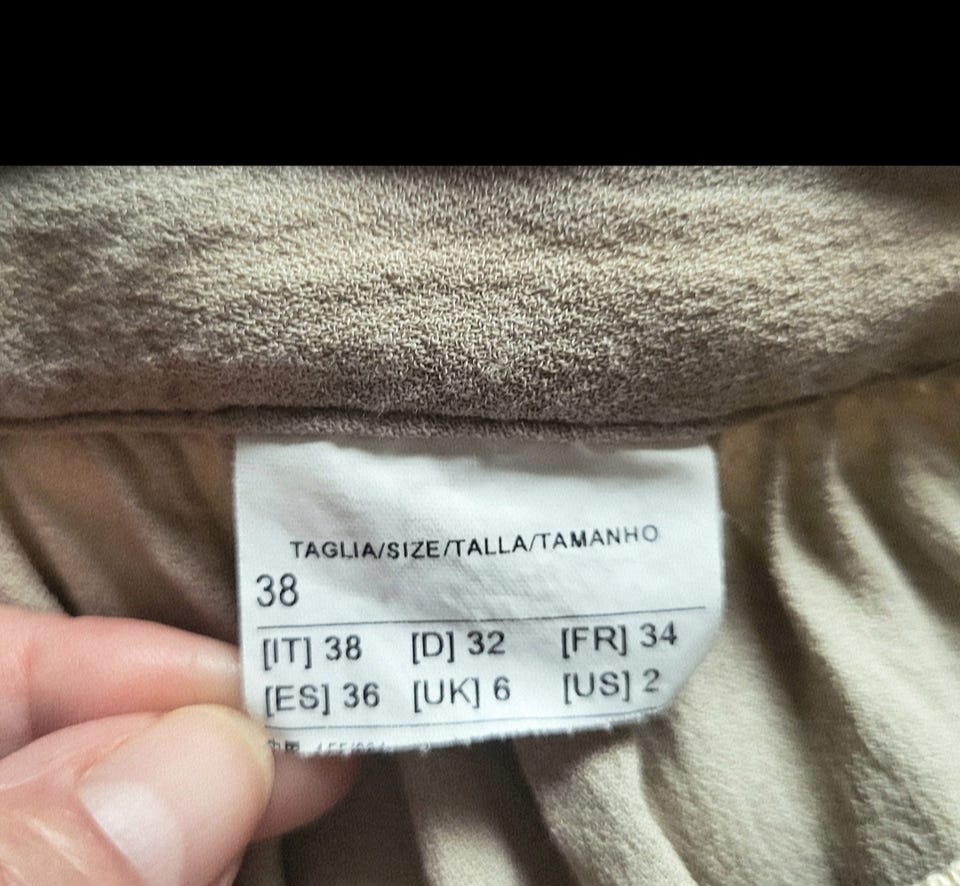 TAGLIA/SIZE/TALLA/TAMANHO
38
[IT] 38 [D] 32 [FR] 34
[ES] 36 [UK] 6 [US] 2